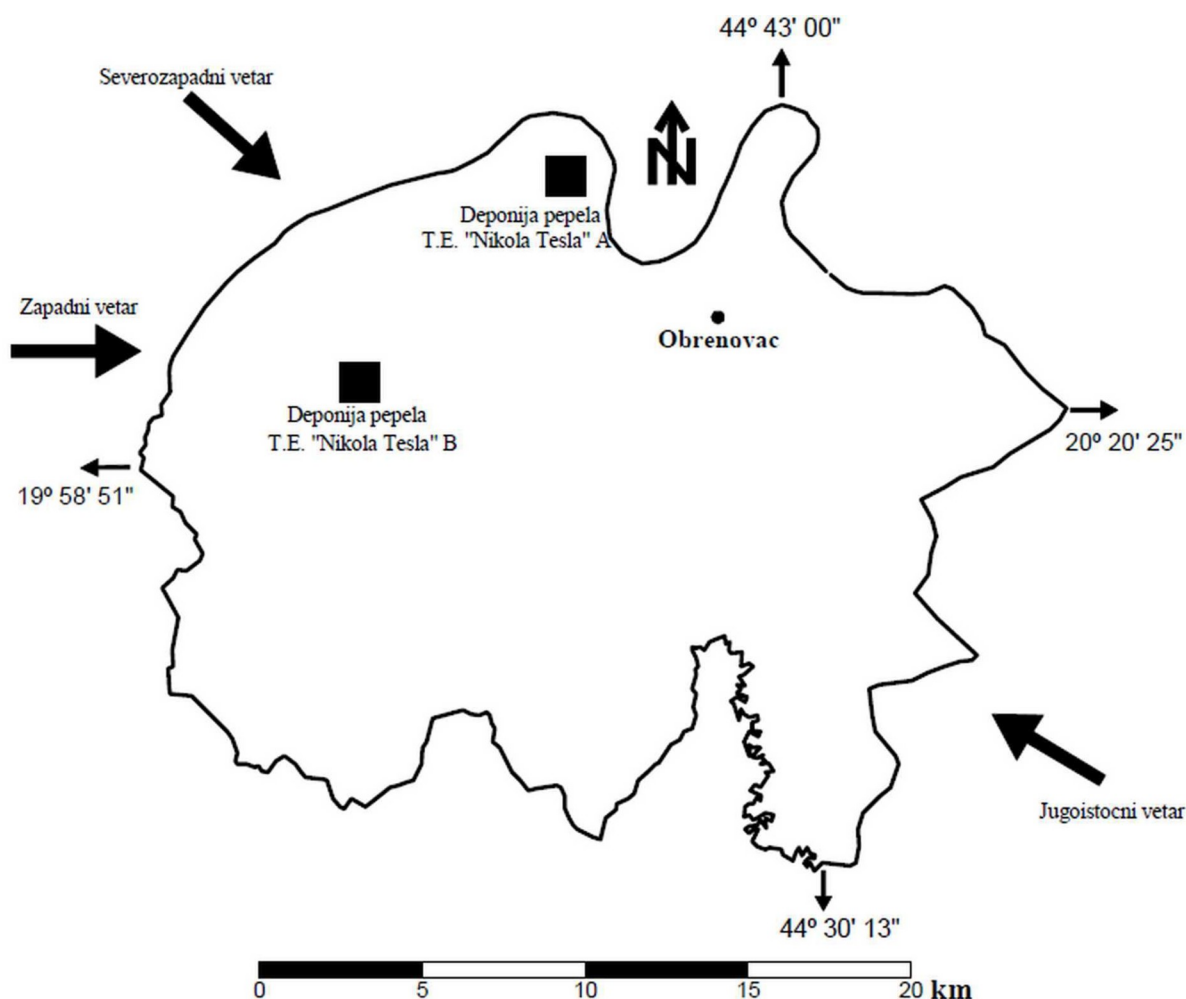 44º 43' 00"
Severozapadni vetar
N
Deponija pepela
T.E. "Nikola Tesla" A
Zapadni vetar
Obrenovac
Deponija pepela
T.E. "Nikola Tesla" B
20º 20' 25"
19º 58' 51"
Jugoistocni vetar
44º 30' 13"
0 5 10 15 20 km